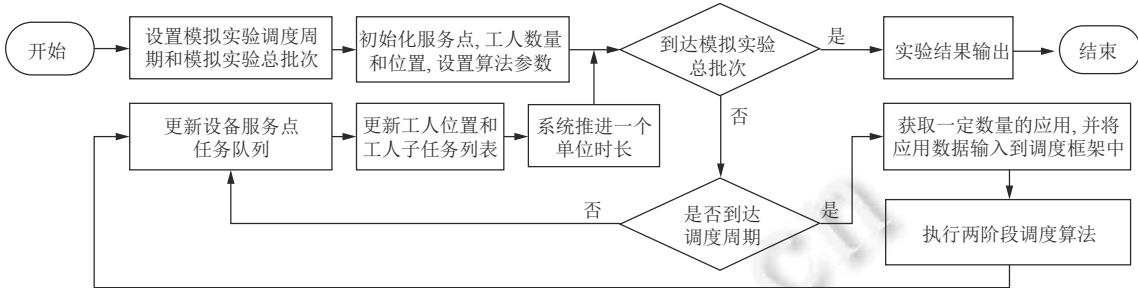 开始
设置模拟实验调度周
期和模拟实验总批次
初始化服务点, 工人数量
和位置, 设置算法参数
到达模拟实验
总批次
是
实验结果输出
结束
否
更新设备服务点
任务队列
更新工人位置和
工人子任务列表
系统推进一个
单位时长
获取一定数量的应用, 并将
应用数据输入到调度框架中
否
是否到达
调度周期
是
执行两阶段调度算法